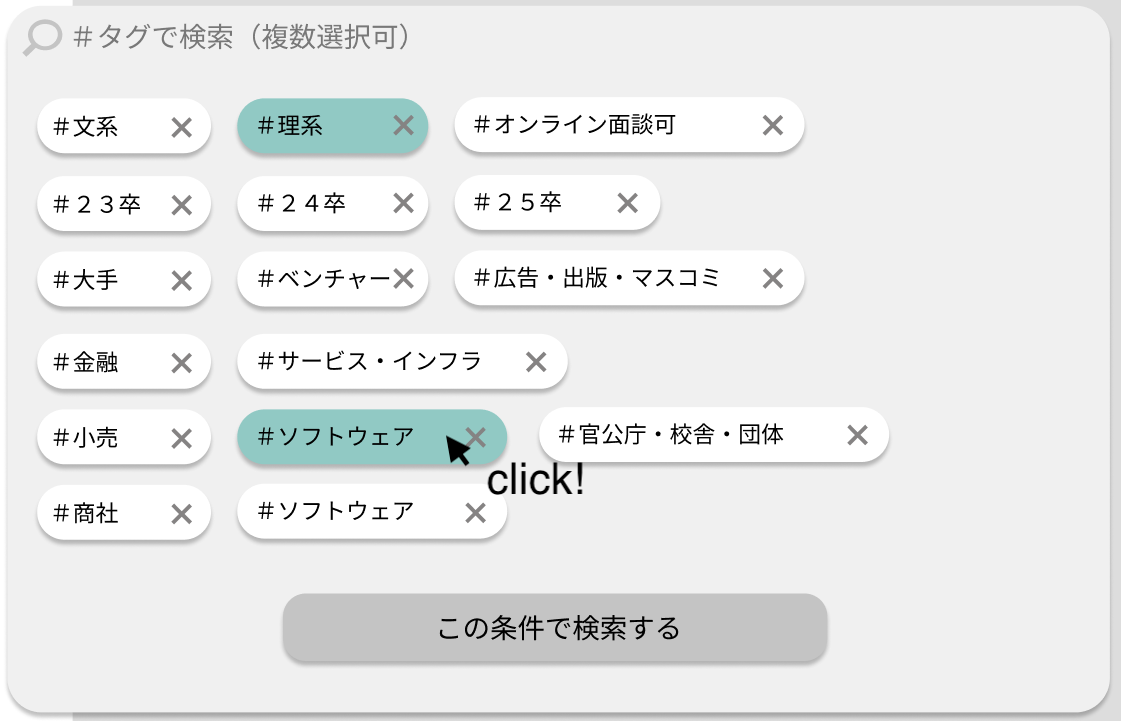 ＃タグで検索（複数選択可）
＃文系 ＃理系 ＃オンライン面談可
＃２３卒 ＃２４卒 ＃２５卒
＃大手 ＃ベンチャー ＃広告・出版・マスコミ
＃金融 ＃サービス・インフラ
＃小売 ＃ソフトウェア ＃官公庁・校舎・団体
click!
＃商社 ＃ソフトウェア
この条件で検索する